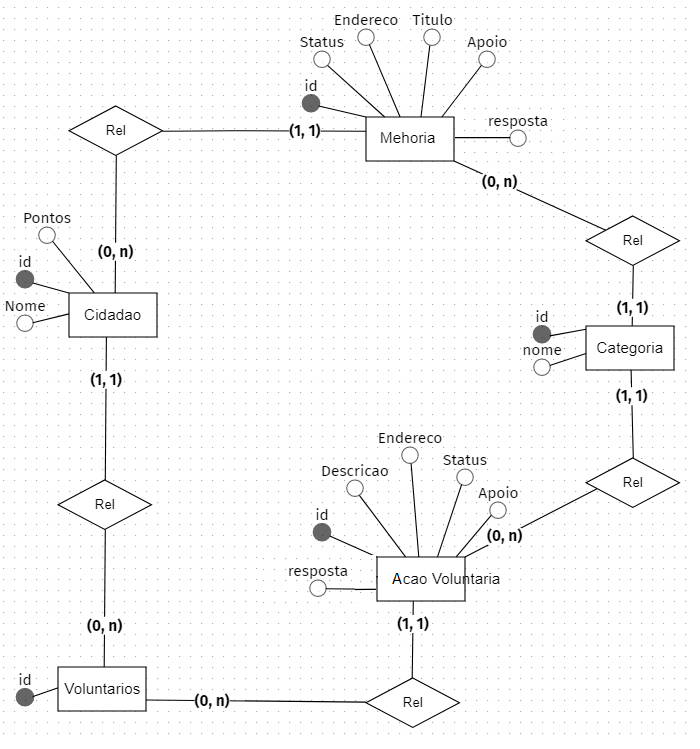 Endereco
Titulo
Status
Apoio
id
resposta
Rel
(1, 1)
Mehoria
(0, n)
Pontos
(0, n)
Rel
id
Nome
Cidadao
(1, 1)
id
nome
Categoria
(1, 1)
(1, 1)
Endereco
Status
Descricao
Apoio
Rel
Rel
id
(0, n)
resposta
Acao Voluntaria
(0, n)
(1, 1)
id
Voluntarios
(0, n)
Rel